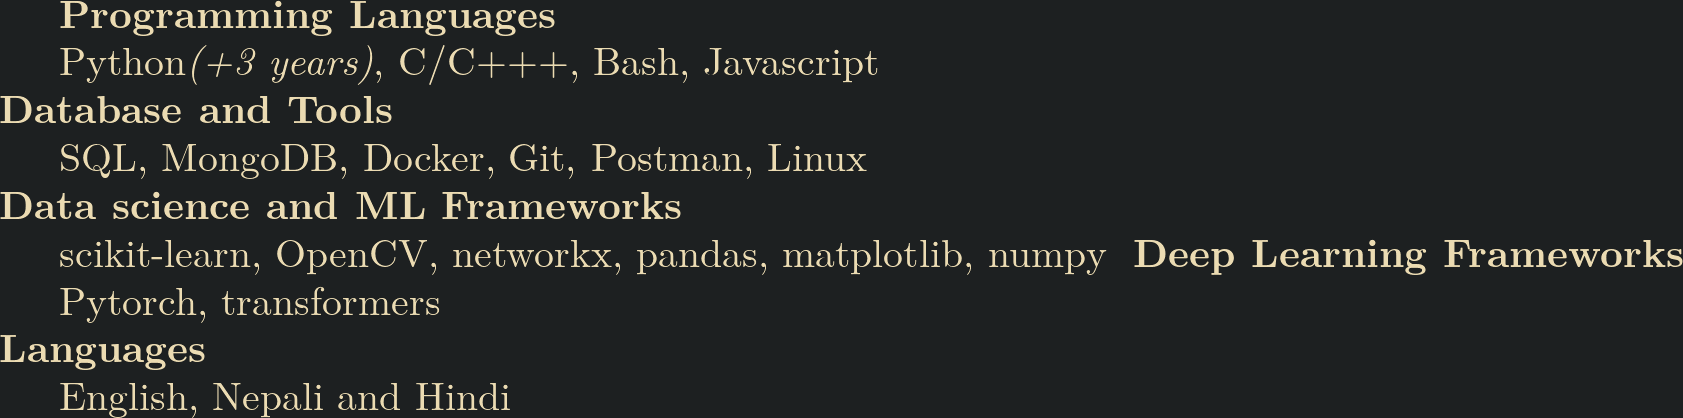 Programming Languages
Python(+3 years), C/C+++, Bash, Javascript
Database and Tools
SQL, MongoDB, Docker, Git, Postman, Linux
Data science and ML Frameworks
scikit-learn, OpenCV, networkx, pandas, matplotlib, numpy Deep Learning Frameworks
Pytorch, transformers
Languages
English, Nepali and Hindi